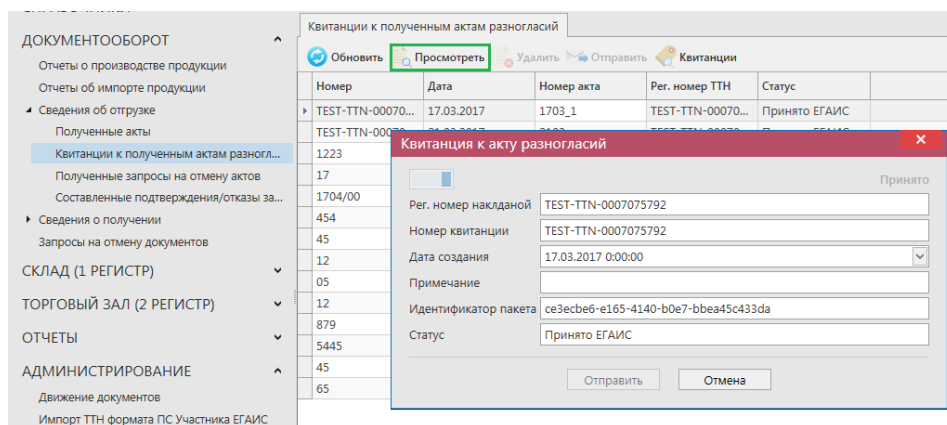 ДОКУМЕНТООБОРОТ
Отчеты о производстве продукции
Отчеты об импорте продукции
Сведения об отгрузке
Полученные акты
Квитанции к полученным актам разногл...
Полученные запросы на отмену актов
Составленные подтверждения/отказы за...
Сведения о получении
Запросы на отмену документов
СКЛАД (1 РЕГИСТР)
ТОРГОВЫЙ ЗАЛ (2 РЕГИСТР)
ОТЧЕТЫ
АДМИНИСТРИРОВАНИЕ
Движение документов
Импорт ТТН формата ПС Участника ЕГАИС
Квитанции к полученным актам разногласий
Обновить Просмотреть Удалить Отправить Квитанции
Номер Дата Номер акта Рег. номер ТТН Статус
TEST-TTN-00070... 17.03.2017 1703_1 TEST-TTN-00070... Принято ЕГАИС
1223
17
1704/00
454
45
12
05
12
879
5445
45
65
Квитанция к акту разногласий
Принято
Рег. номер накладной TEST-TTN-0007075792
Номер квитанции TEST-TTN-0007075792
Дата создания 17.03.2017 0:00:00
Примечание
Идентификатор пакета ce3ecbe6-e165-4140-b0e7-bbea45c433da
Статус Принято ЕГАИС
Отправить Отмена